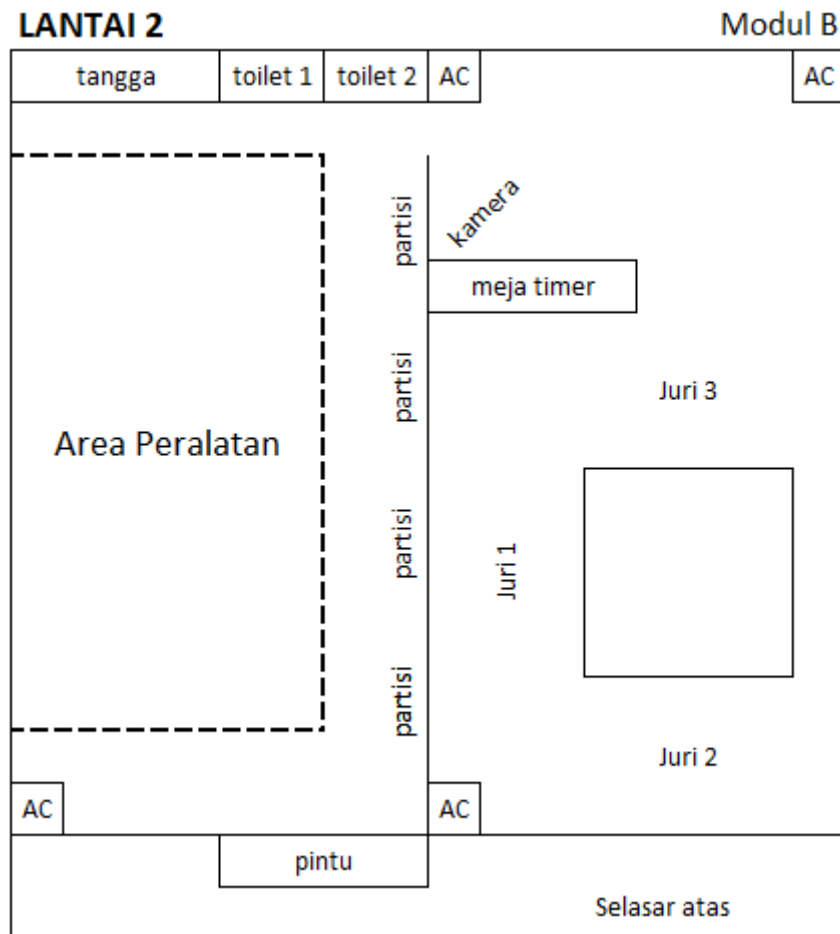 LANTAI 2
Modul B
tangga
toilet 1
toilet 2
AC
AC
partisi
kamera
meja timer
partisi
Juri 3
Area Peralatan
partisi
Juri 1
partisi
Juri 2
AC
AC
pintu
Selasar atas